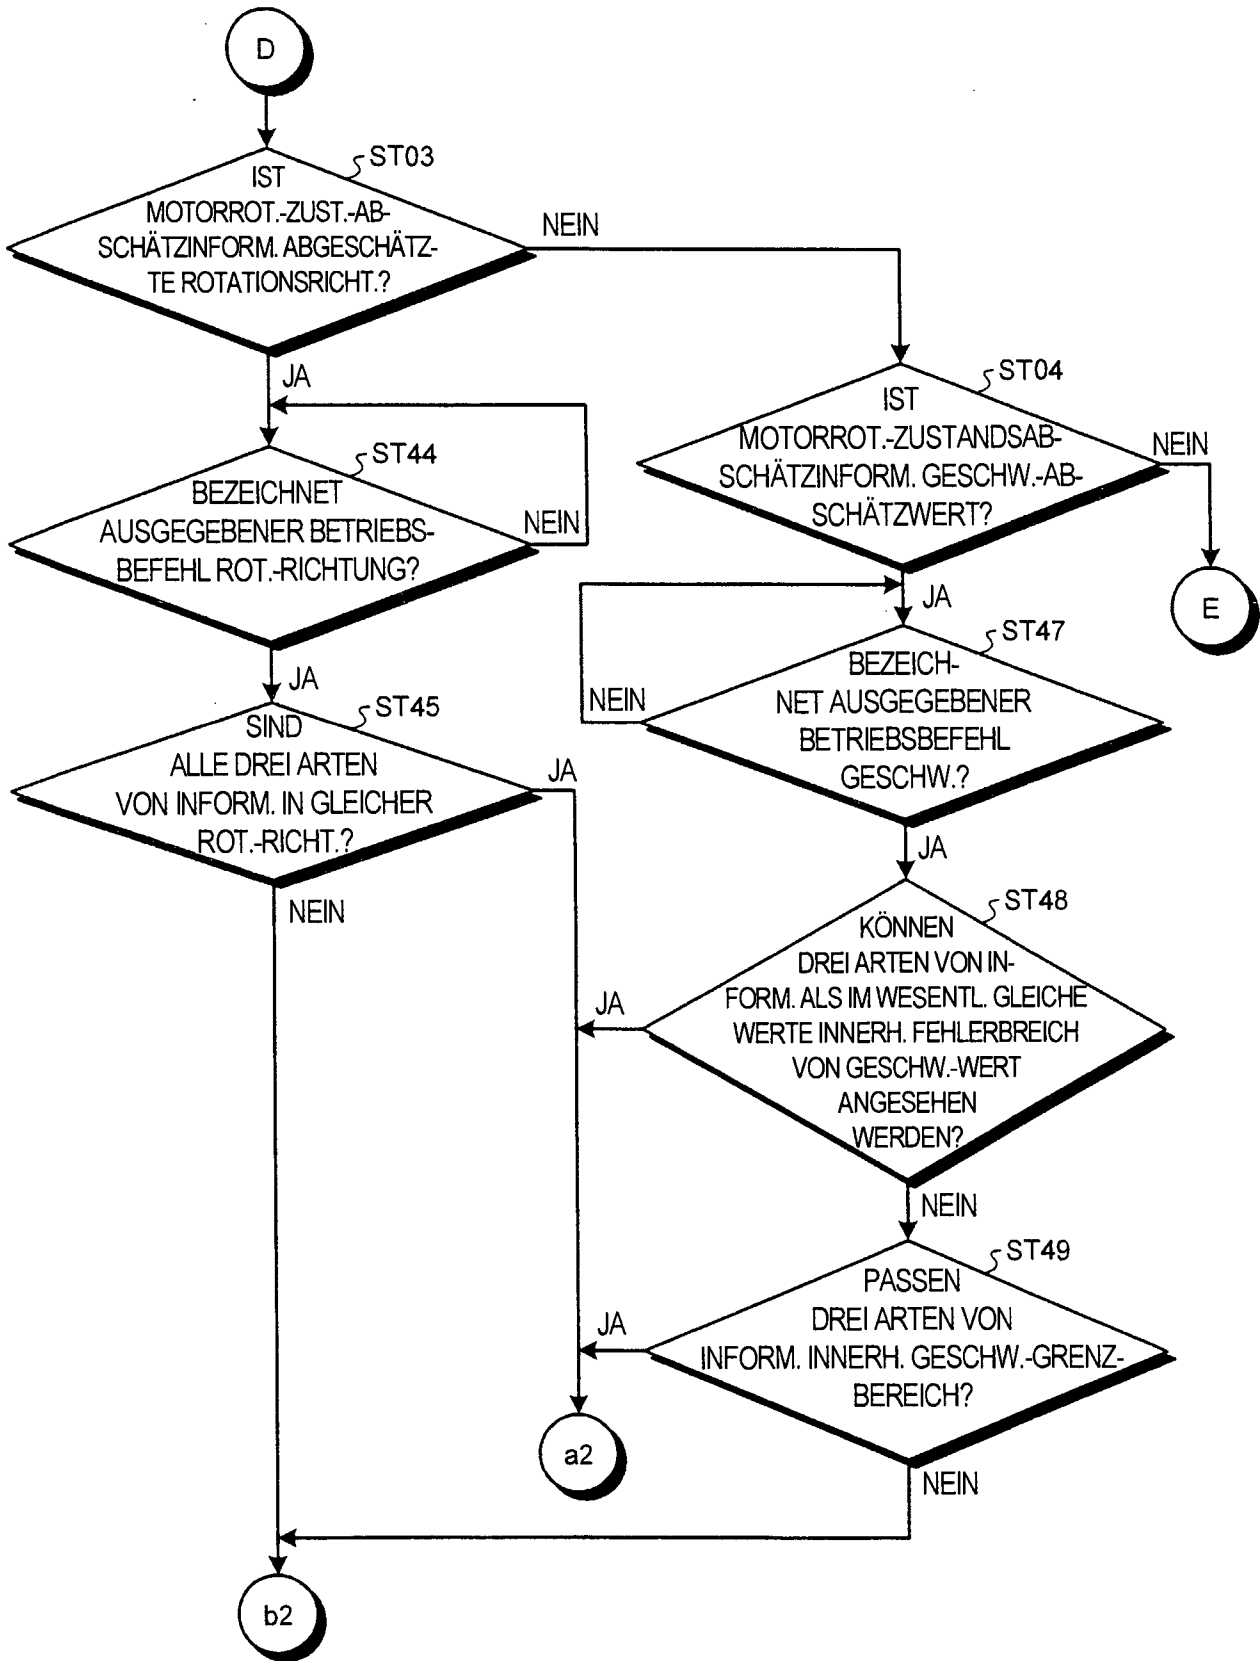 D
ST03
IST
MOTORROT.-ZUST.-AB-
SCHÄTZINFORM. ABGESCHÄTZ-
TE ROTATIONSRICHT.?
NEIN
JA
ST04
IST
MOTORROT.-ZUSTANDSAB-
SCHÄTZINFORM. GESCHW.-AB-
SCHÄTZWERT?
NEIN
E
JA
ST44
BEZEICHNET
AUSGEGEBENER BETRIEBS-
BEFEHL ROT.-RICHTUNG?
NEIN
JA
ST47
BEZEICH-
NET AUSGEGEBENER
BETRIEBSBEFEHL
GESCHW.?
NEIN
JA
ST45
SIND
ALLE DREI ARTEN
VON INFORM. IN GLEICHER
ROT.-RICHT.?
JA
NEIN
ST48
KÖNNEN
DREI ARTEN VON IN-
FORM. ALS IM WESENTL. GLEICHE
WERTE INNERH. FEHLERBREICH
VON GESCHW.-WERT
ANGESEHEN
WERDEN?
JA
NEIN
ST49
PASSEN
DREI ARTEN VON
INFORM. INNERH. GESCHW.-GRENZ-
BEREICH?
JA
NEIN
a2
b2